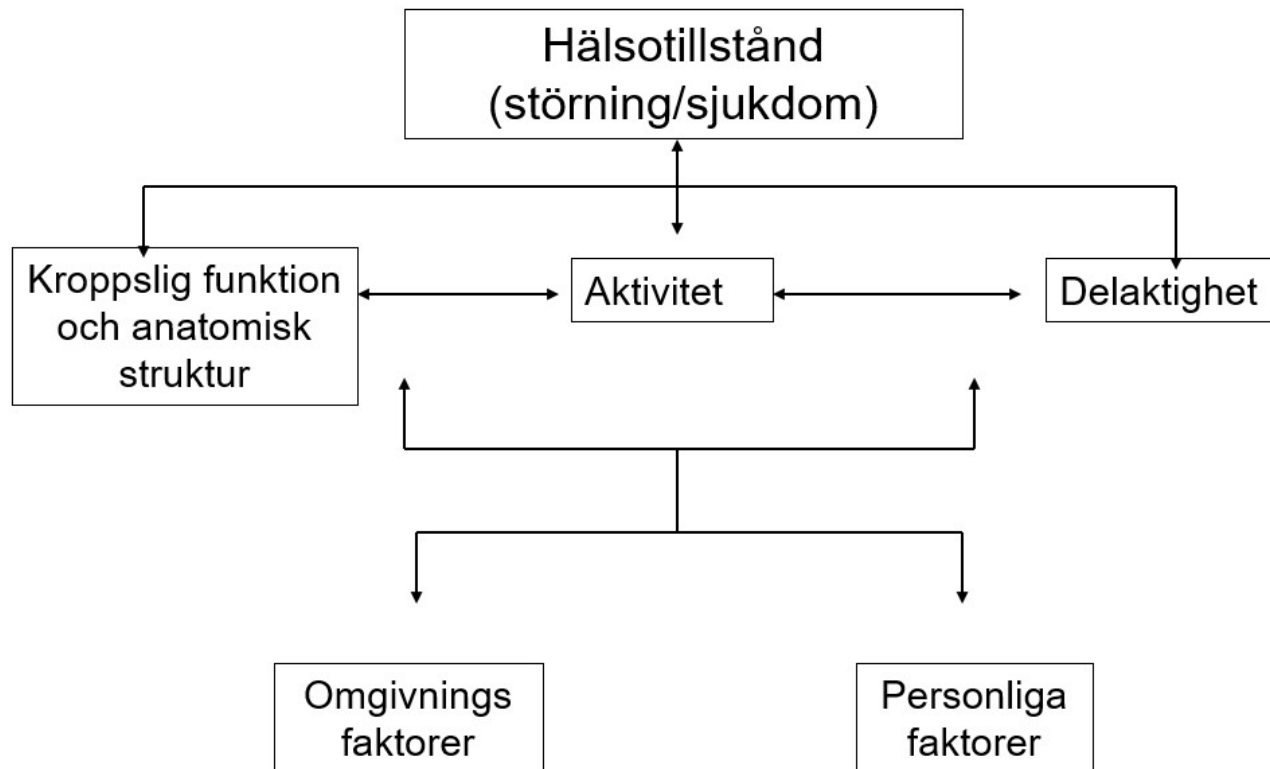 Hälsotillstånd
(störning/sjukdom)
Kroppslig funktion
och anatomisk
struktur
Aktivitet
Delaktighet
Omgivnings
faktorer
Personliga
faktorer